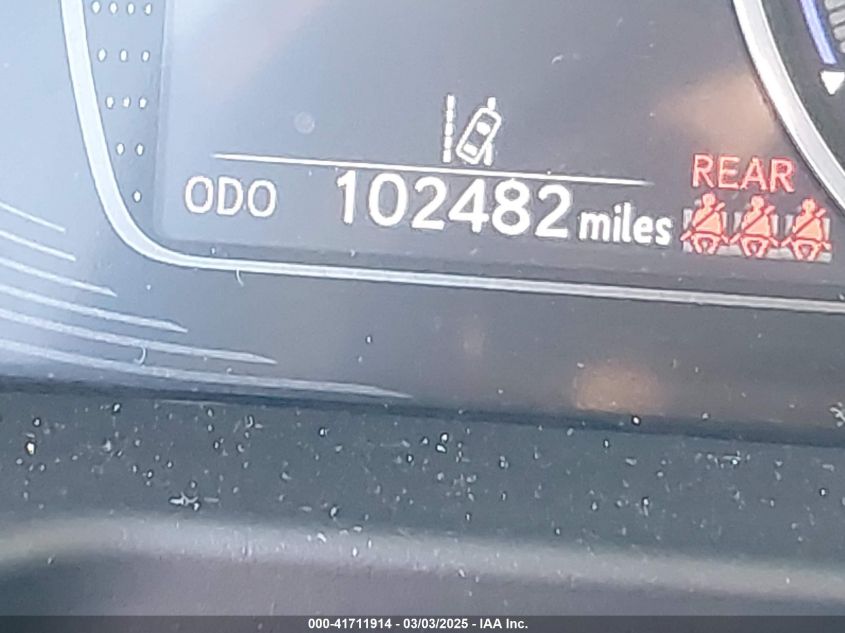 REAR
ODO 102482 miles
000-41711914 - 03/03/2025 - IAA Inc.